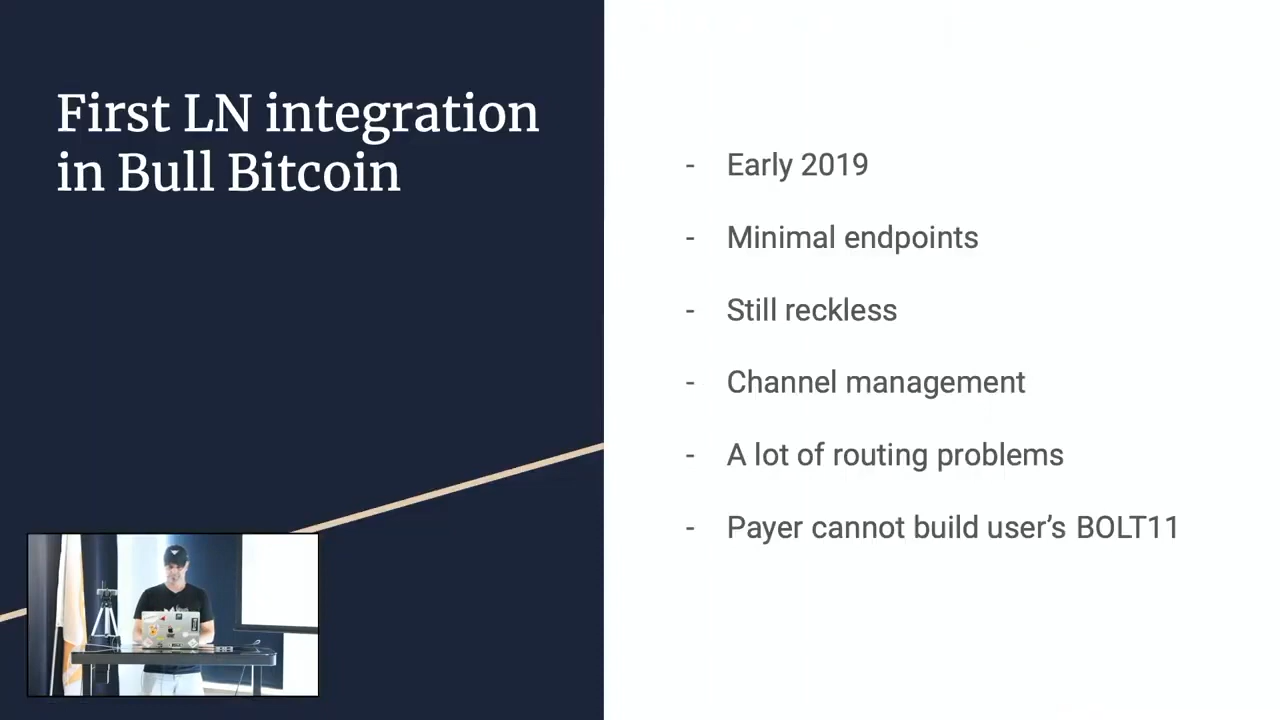 First LN integration
in Bull Bitcoin
- Early 2019
- Minimal endpoints
- Still reckless
- Channel management
- A lot of routing problems
- Payer cannot build user’s BOLT11